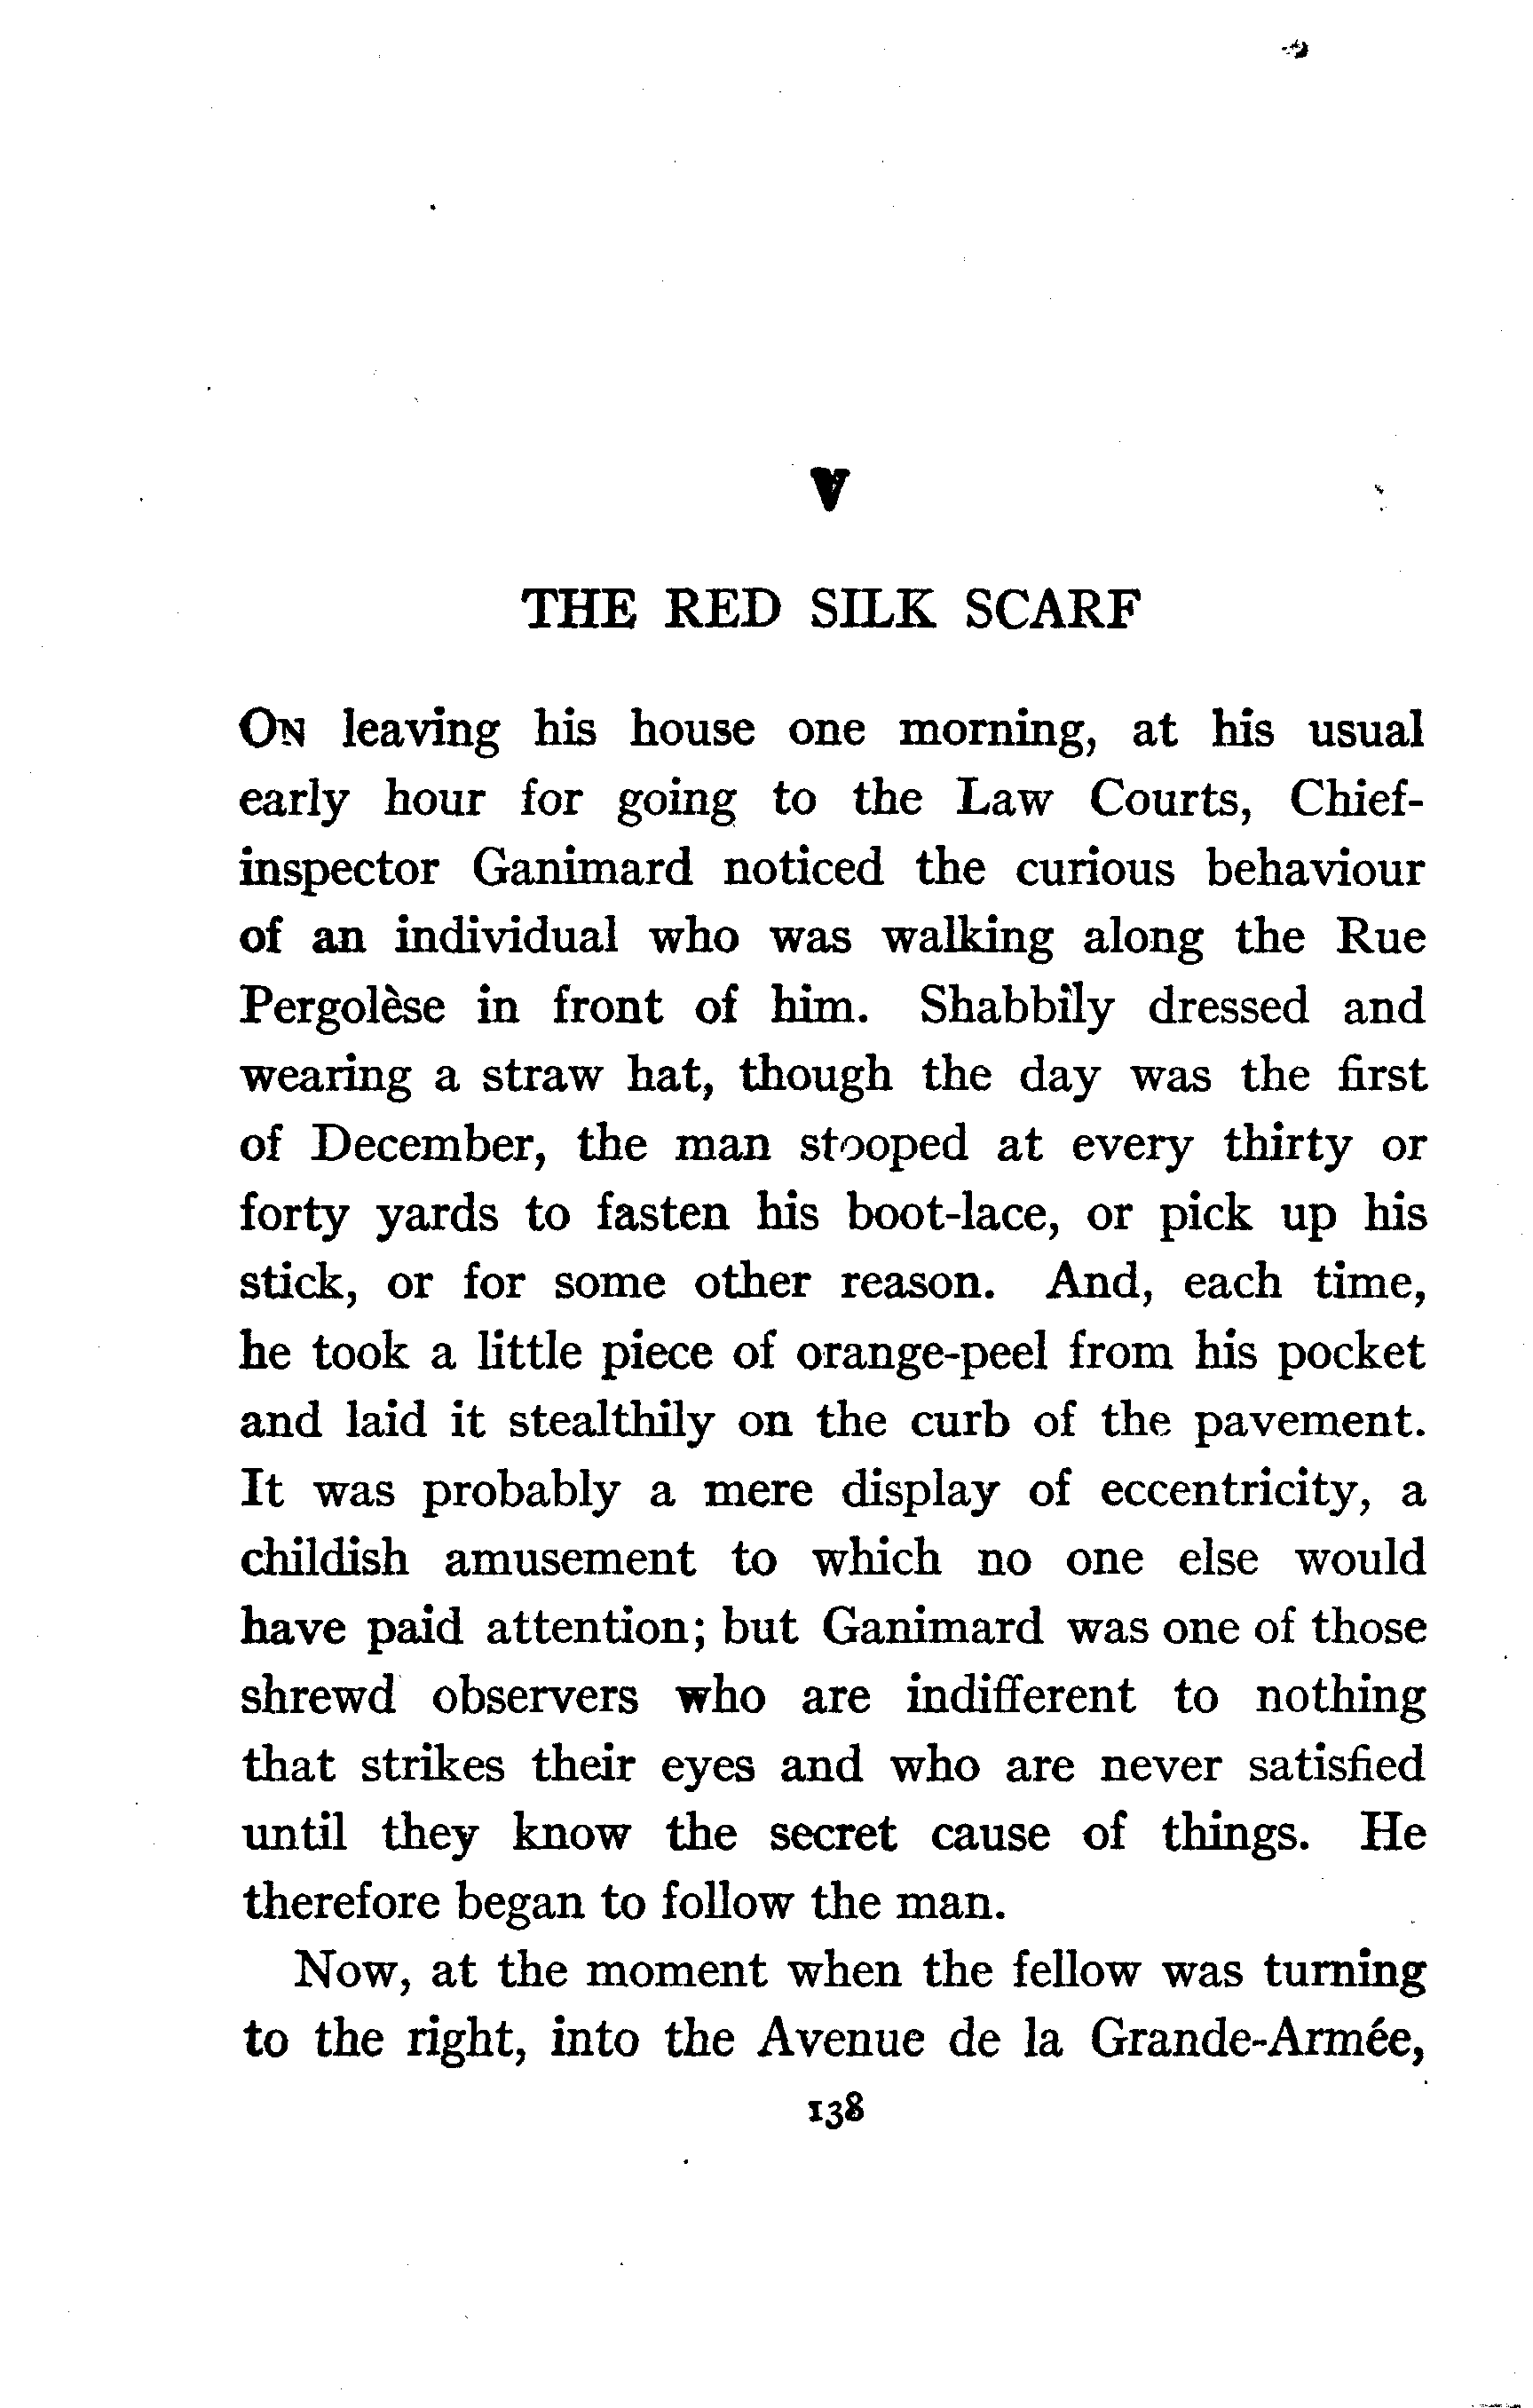 V
THE RED SILK SCARF
ON leaving his house one morning, at his usual
early hour for going to the Law Courts, Chief-
inspector Ganimard noticed the curious behaviour
of an individual who was walking along the Rue
Pergolèse in front of him. Shabbily dressed and
wearing a straw hat, though the day was the first
of December, the man stooped at every thirty or
forty yards to fasten his boot-lace, or pick up his
stick, or for some other reason. And, each time,
he took a little piece of orange-peel from his pocket
and laid it stealthily on the curb of the pavement.
It was probably a mere display of eccentricity, a
childish amusement to which no one else would
have paid attention; but Ganimard was one of those
shrewd observers who are indifferent to nothing
that strikes their eyes and who are never satisfied
until they know the secret cause of things. He
therefore began to follow the man.
Now, at the moment when the fellow was turning
to the right, into the Avenue de la Grande-Armée,
138